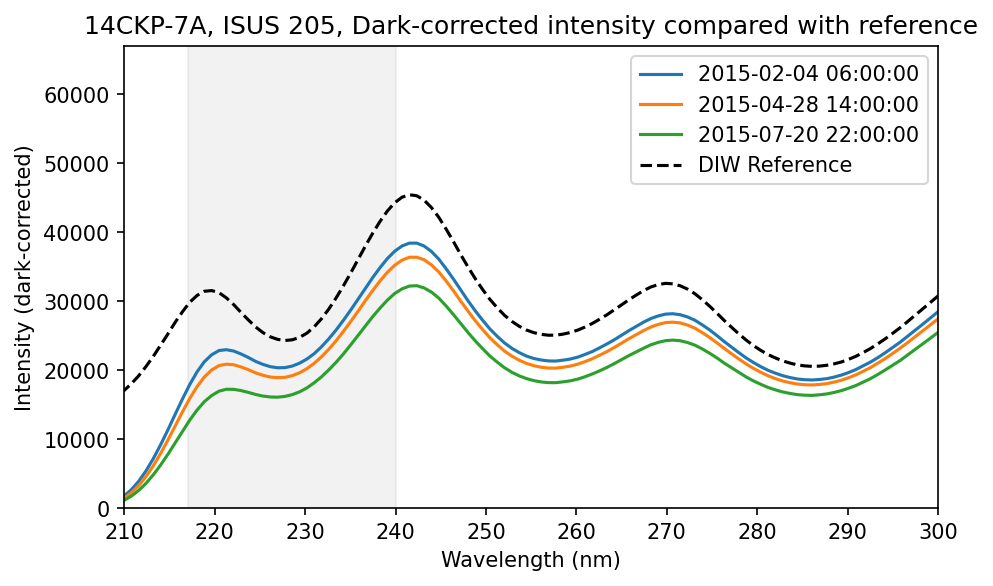 14CKP-7A, ISUS 205, Dark-corrected intensity compared with reference
2015-02-04 06:00:00
2015-04-28 14:00:00
2015-07-20 22:00:00
DIW Reference
Intensity (dark-corrected)
60000
50000
40000
30000
20000
10000
0
210 220 230 240 250 260 270 280 290 300
Wavelength (nm)